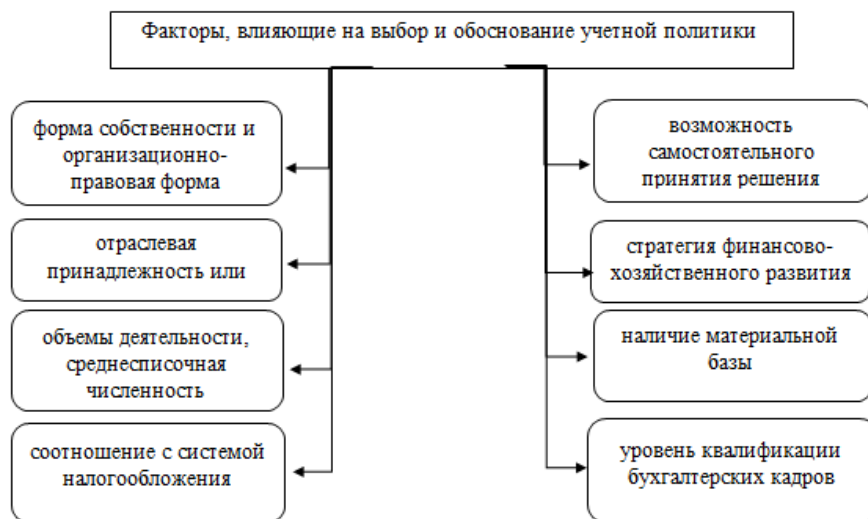 Факторы, влияющие на выбор и обоснование учетной политики
форма собственности и
организационно-
правовая форма
отраслевая
принадлежность или
объемы деятельности,
среднесписочная
численность
соотношение с системой
налогообложения
возможность
самостоятельного
принятия решения
стратегия финансово-
хозяйственного развития
наличие материальной
базы
уровень квалификации
бухгалтерских кадров